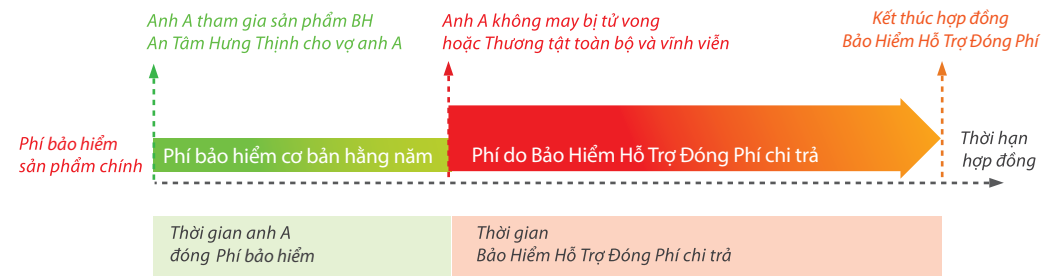 Anh A tham gia sản phẩm BH
An Tâm Hưng Thịnh cho vợ anh A
Anh A không may bị tử vong
hoặc Thương tật toàn bộ và vĩnh viễn
Kết thúc hợp đồng
Bảo Hiểm Hỗ Trợ Đóng Phí
Phí bảo hiểm
sản phẩm chính
Phí bảo hiểm cơ bản hằng năm
Phí do Bảo Hiểm Hỗ Trợ Đóng Phí chi trả
Thời hạn
hợp đồng
Thời gian anh A
đóng Phí bảo hiểm
Thời gian
Bảo Hiểm Hỗ Trợ Đóng Phí chi trả